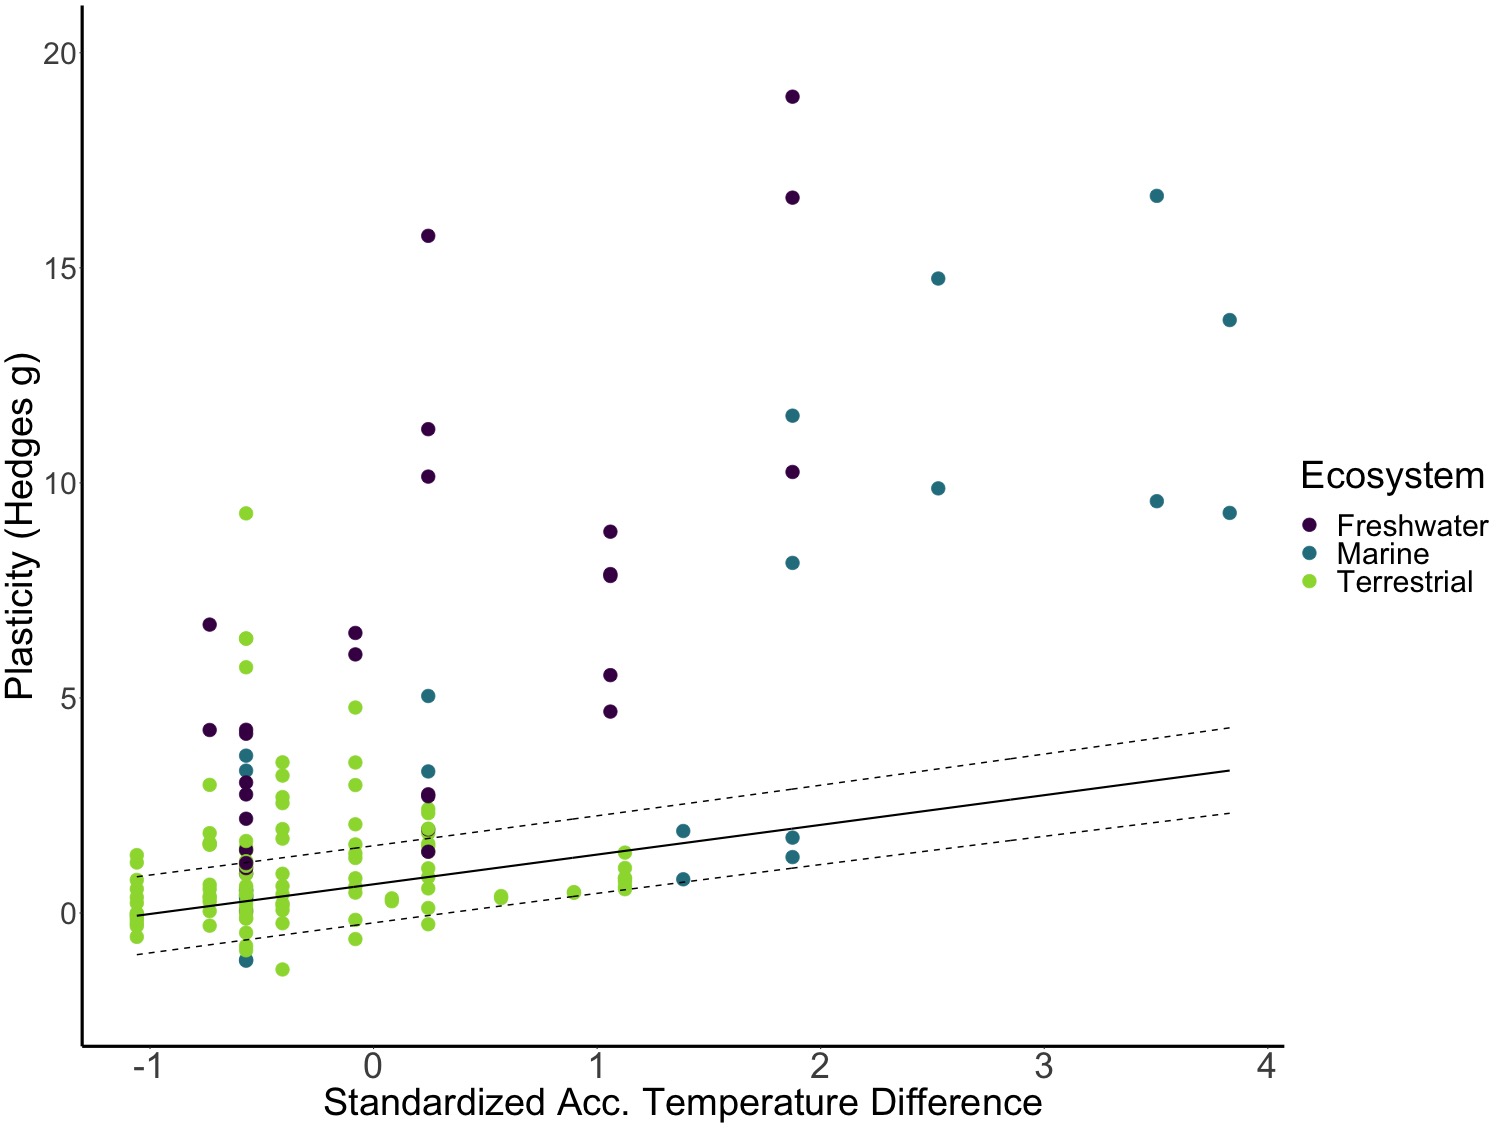 20
15
10
5
0
Plasticity (Hedges g)
-1 0 1 2 3 4
Standardized Acc. Temperature Difference
Ecosystem
Freshwater
Marine
Terrestrial